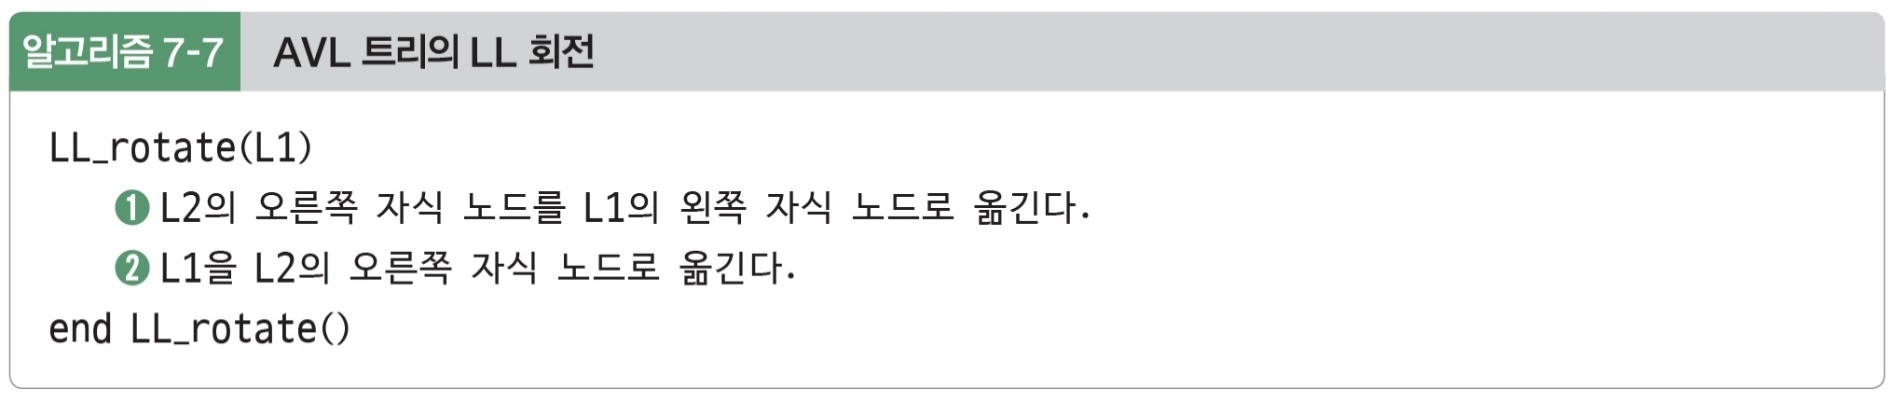 알고리즘 7-7 AVL 트리의 LL 회전
LL_rotate(L1)
❶ L2의 오른쪽 자식 노드를 L1의 왼쪽 자식 노드로 옮긴다.
❷ L1을 L2의 오른쪽 자식 노드로 옮긴다.
end LL_rotate()